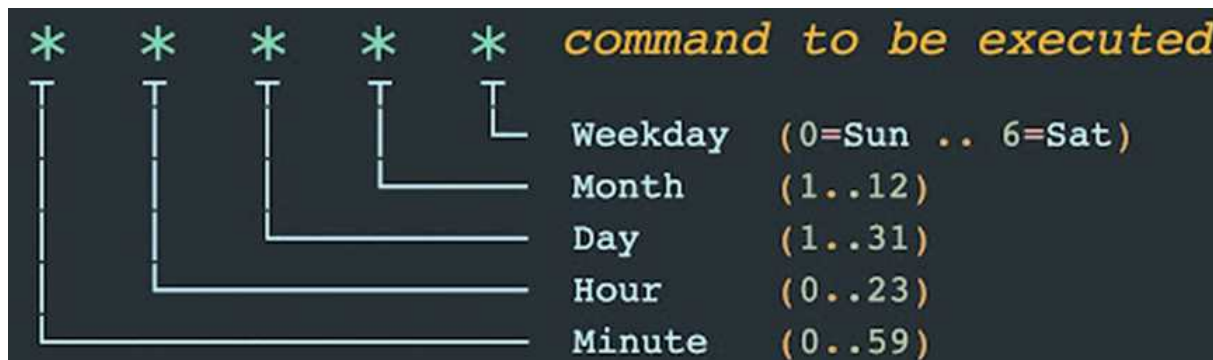 * * * * * command to be executed
Weekday (0=Sun .. 6=Sat)
Month (1..12)
Day (1..31)
Hour (0..23)
Minute (0..59)